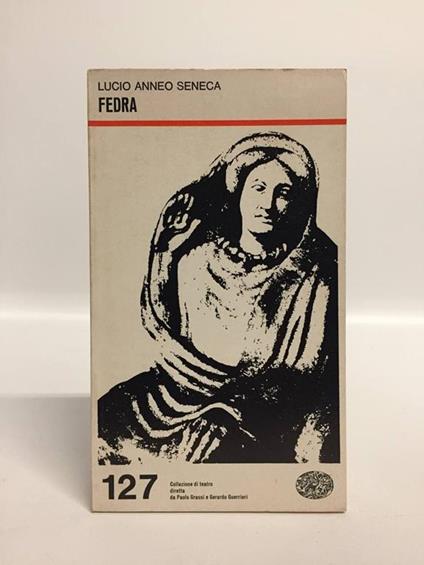 LUCIO ANNEO SENECA
FEDRA
127
Collezione di teatro
diretta
da Paolo Grassi e Gerardo Guerrieri